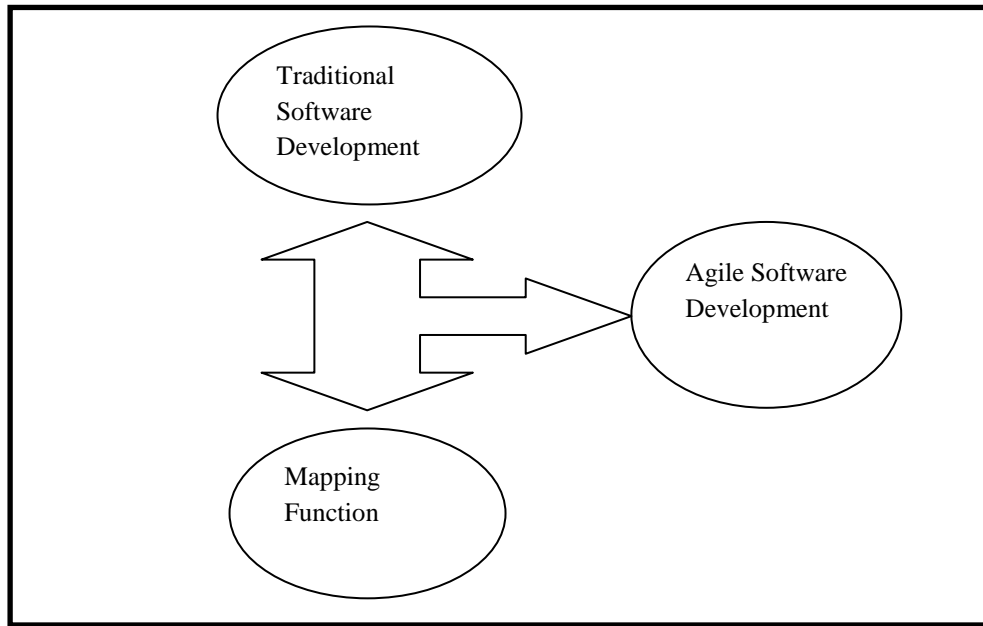 Traditional
Software
Development
Agile Software
Development
Mapping
Function